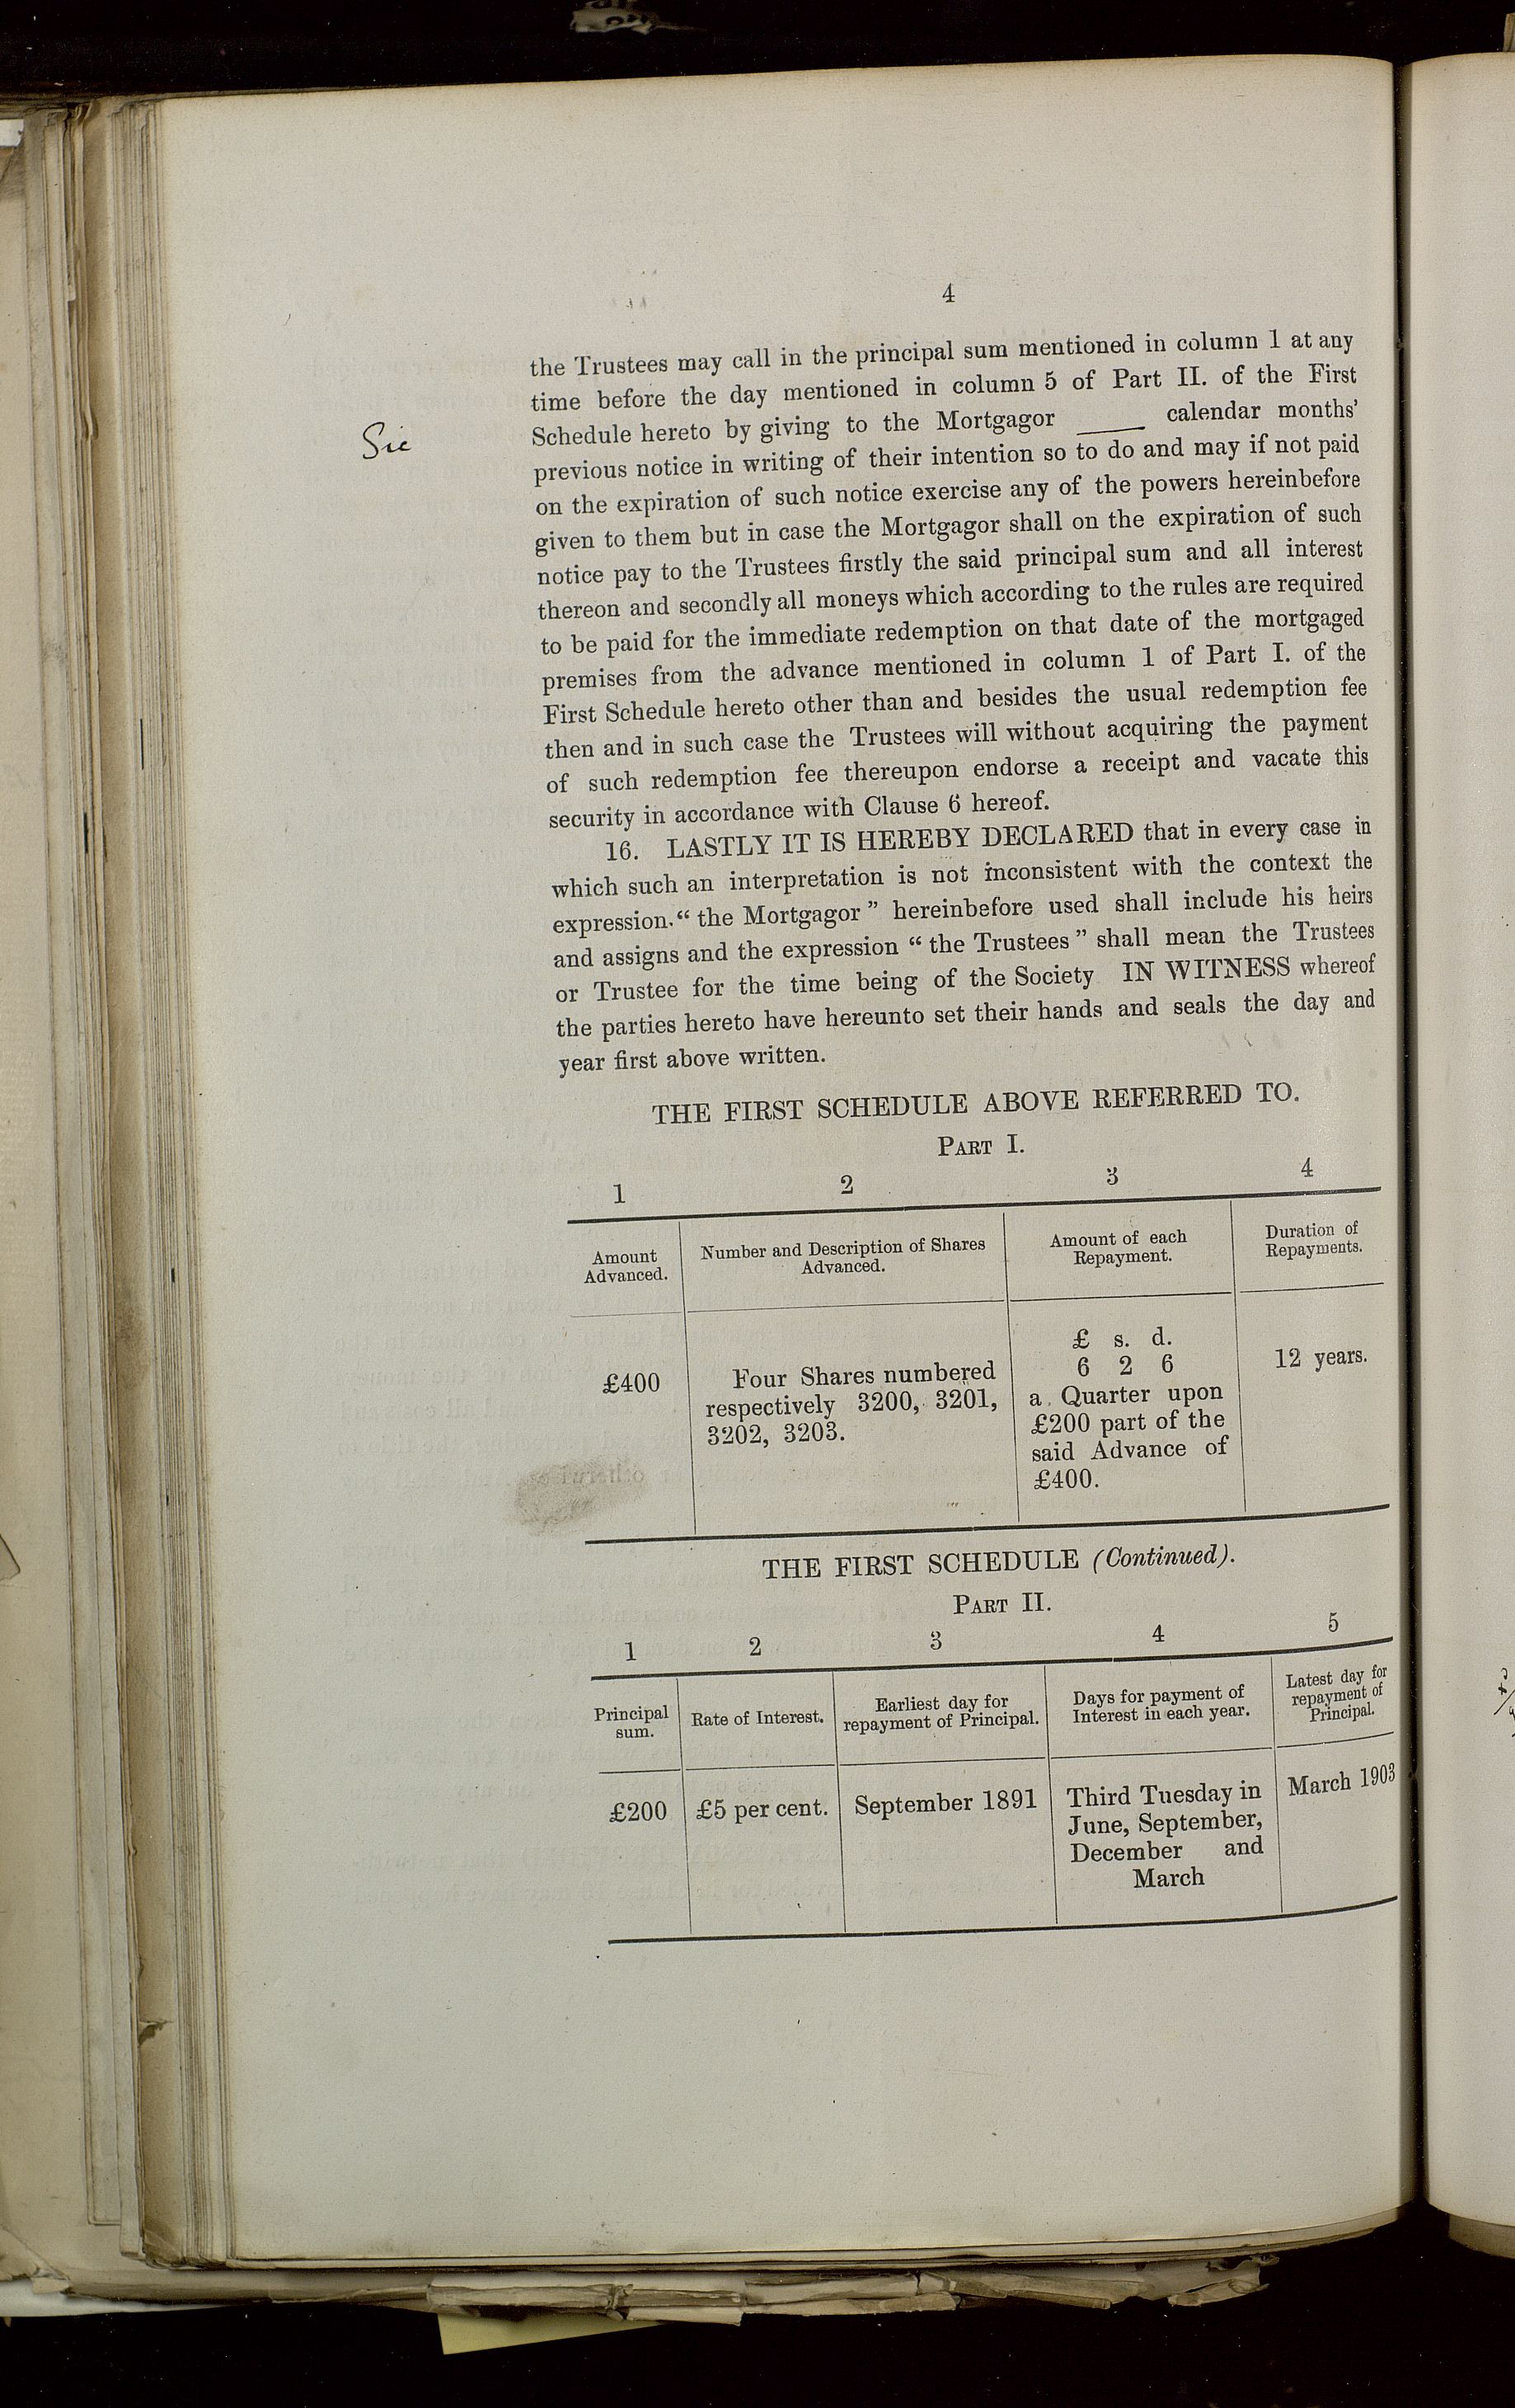 4
the Trustees may call in the principal sum mentioned in column 1 at any
time before the day mentioned in column 5 of Part II. of the First
Sic
Schedule hereto by giving to the Mortgagor _____ calendar months'
previous notice in writing of their intention so to do and may if not paid
on the expiration of such notice exercise any of the powers hereinbefore
given to them but in case the Mortgagor shall on the expiration of such
notice pay to the Trustees firstly the said principal sum and all interest
thereon and secondly all moneys which according to the rules are required
to be paid for the immediate redemption on that date of the mortgaged
premises from the advance mentioned in column 1 of Part I. of the
First Schedule hereto other than and besides the usual redemption fee
then and in such case the Trustees will without acquiring the payment
of such redemption fee thereupon endorse a receipt and vacate this
security in accordance with Clause 6 hereof.
16. LASTLY IT IS HEREBY DECLARED that in every case in
which such an interpretation is not inconsistent with the context the
expression. “ the Mortgagor ” hereinbefore used shall include his heirs
and assigns and the expression “ the Trustees ” shall mean the Trustees
or Trustee for the time being of the Society IN WITNESS whereof
the parties hereto have hereunto set their hands and seals the day and
year first above written.
THE FIRST SCHEDULE ABOVE REFERRED TO.
PART I.
1 2 3 4
Amount
Advanced.
Number and Description of Shares
Advanced.
Amount of each
Repayment.
Duration of
Repayments.
£400
Four Shares numbered
respectively 3200, 3201,
3202, 3203.
£ s. d.
6 2 6
a Quarter upon
£200 part of the
said Advance of
£400.
12 years.
THE FIRST SCHEDULE (Continued).
PART II.
1 2 3 4 5
Principal
sum.
Rate of Interest.
Earliest day for
repayment of Principal.
Days for payment of
Interest in each year.
Latest day for
repayment of
Principal.
£200
£5 per cent.
September 1891
Third Tuesday in
June, September,
December and
March
March 1903